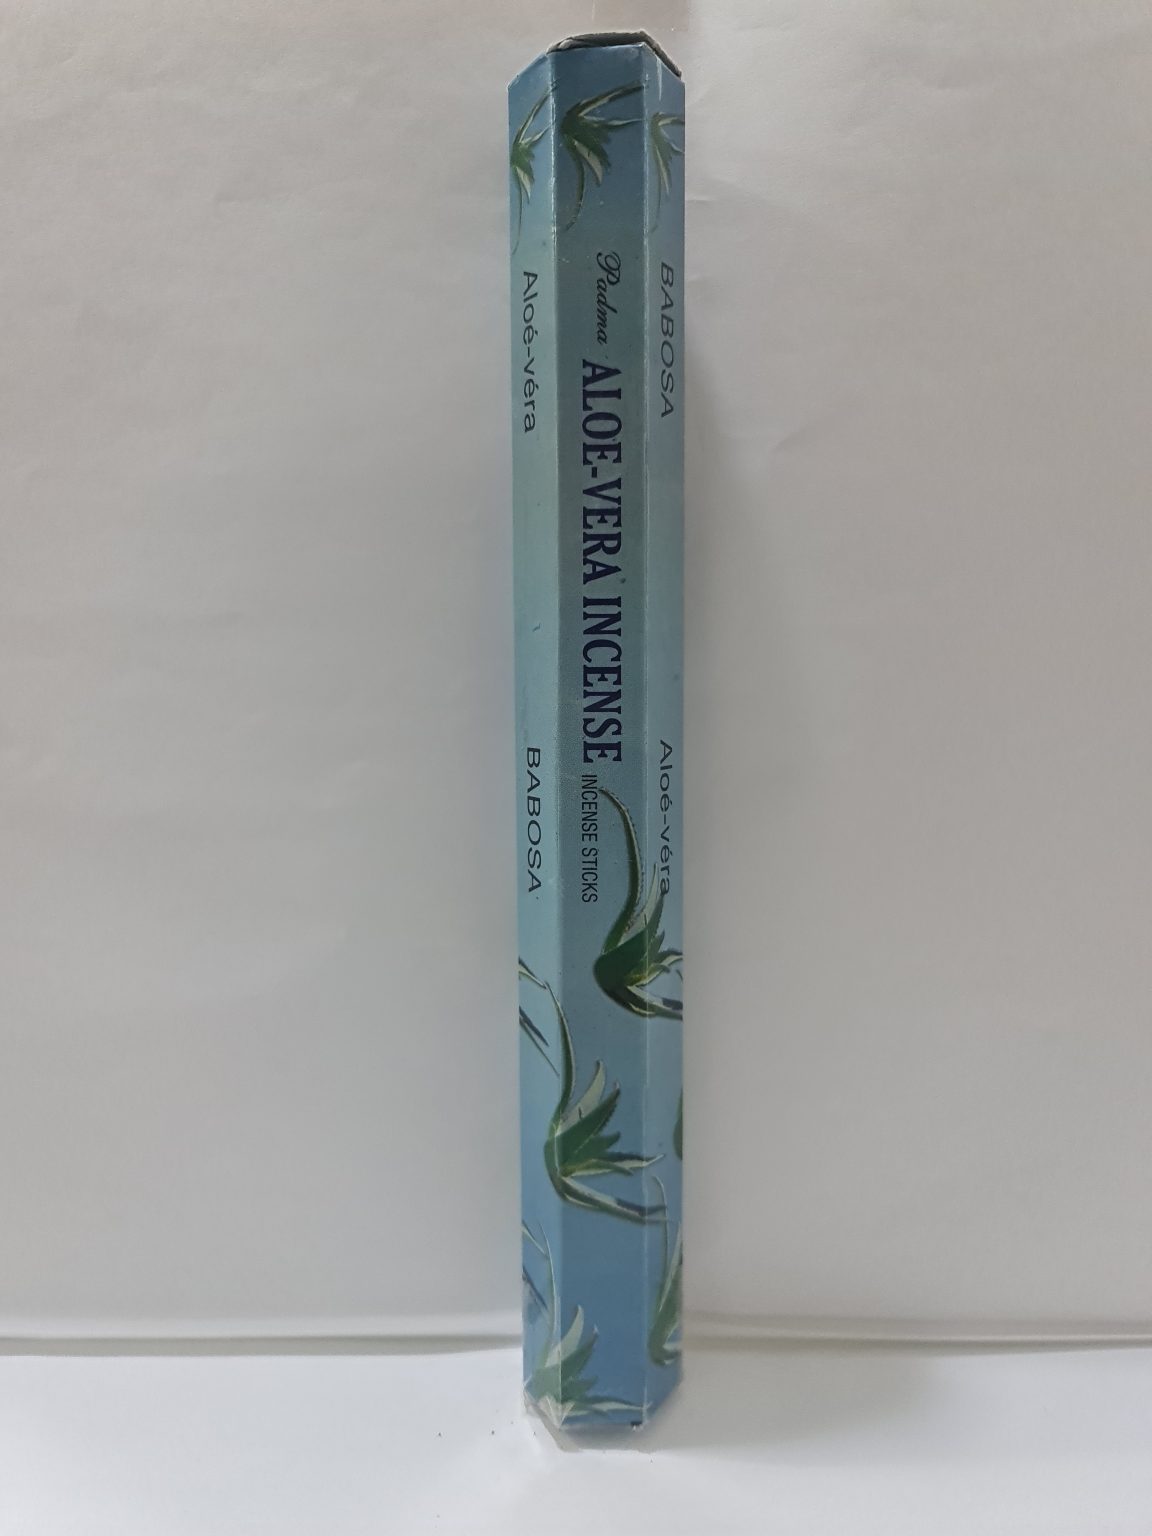 BABOSA Aloé-véra
Padma ALOE-VERA INCENSE INCENSE STICKS
Aloé-véra BABOSA